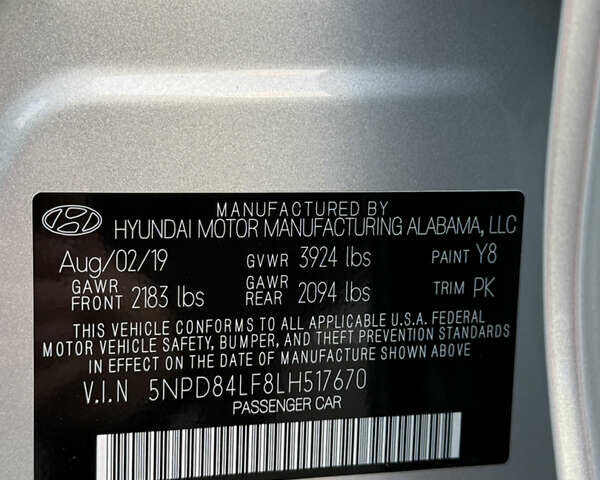 MANUFACTURED BY
HYUNDAI MOTOR MANUFACTURING ALABAMA, LLC
Aug/02/19 GVWR 3924 lbs PAINT Y8
GAWR FRONT 2183 lbs GAWR REAR 2094 lbs TRIM PK
THIS VEHICLE CONFORMS TO ALL APPLICABLE U.S.A. FEDERAL
MOTOR VEHICLE SAFETY, BUMPER, AND THEFT PREVENTION STANDARDS
IN EFFECT ON THE DATE OF MANUFACTURE SHOWN ABOVE
V.I.N 5NPD84LF8LH517670
PASSENGER CAR